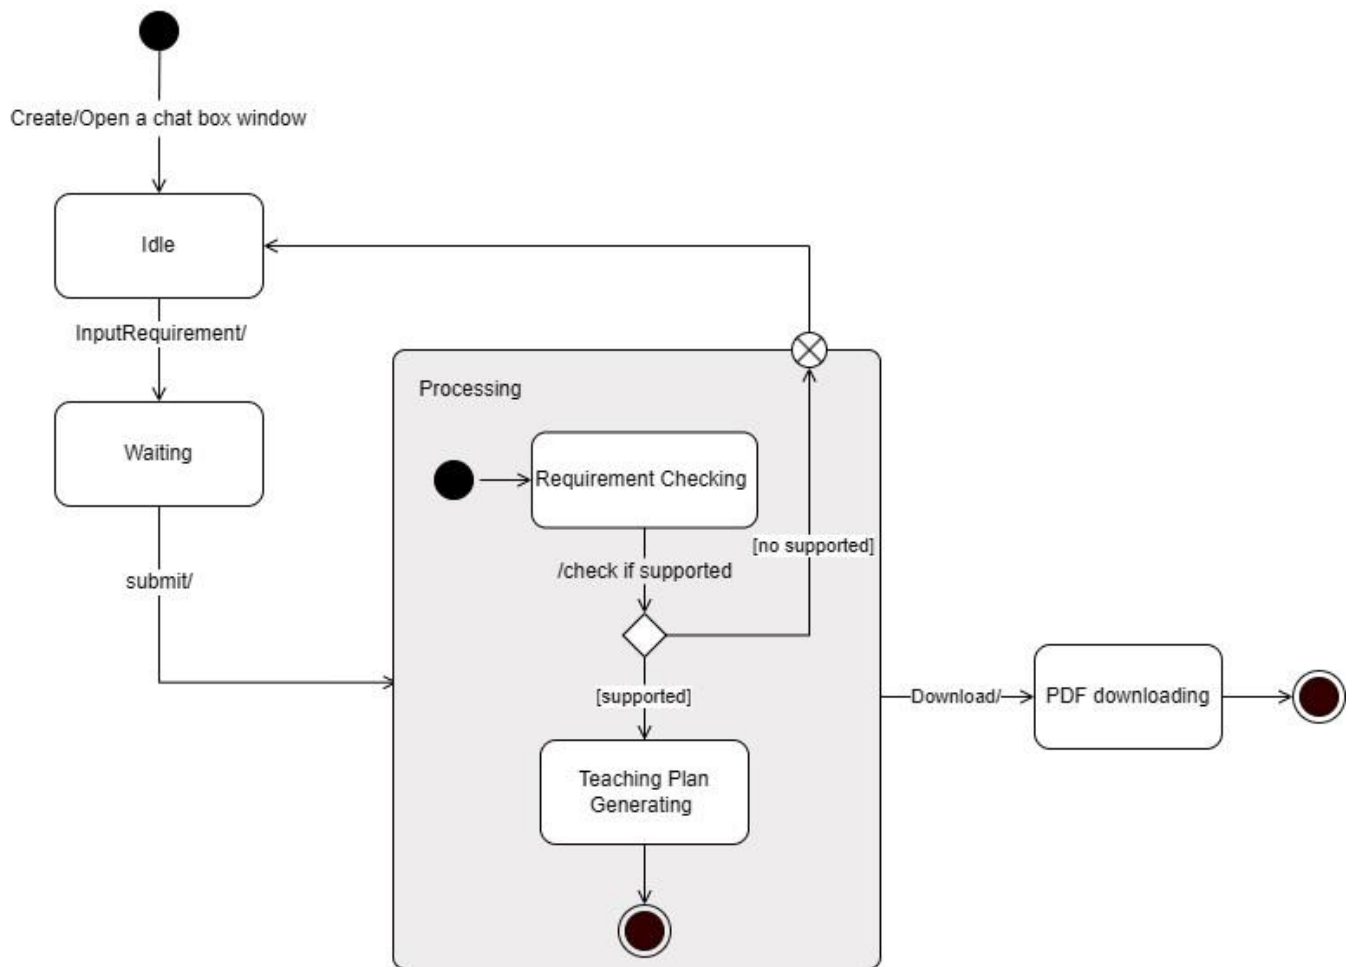 Create/Open a chat box window
Idle
InputRequirement/
Waiting
submit/
Processing
Requirement Checking
/check if supported
[no supported]
[supported]
Teaching Plan
Generating
Download/
PDF downloading